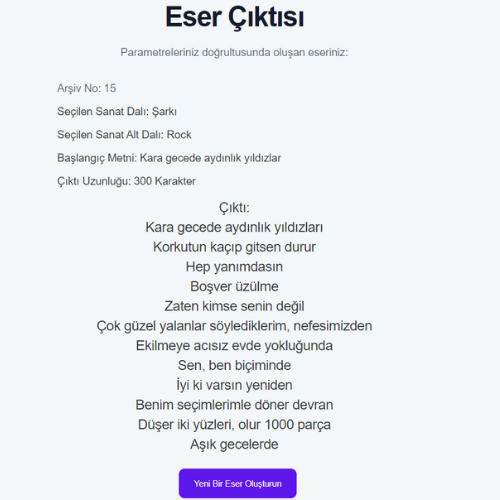 Eser Çıktısı
Parametreleriniz doğrultusunda oluşan eseriniz:
Arşiv No: 15
Seçilen Sanat Dalı: Şarkı
Seçilen Sanat Alt Dalı: Rock
Başlangıç Metni: Kara gecede aydınlık yıldızlar
Çıktı Uzunluğu: 300 Karakter
Çıktı:
Kara gecede aydınlık yıldızları
Korkutun kaçıp gitsen durur
Hep yanımdasın
Boşver üzülme
Zaten kimse senin değil
Çok güzel yalanlar söylediklerim, nefesimizden
Ekilmeye acısız evde yokluğunda
Sen, ben biçiminde
İyi ki varsın yeniden
Benim seçimlerimle döner devran
Düşer iki yüzleri, olur 1000 parça
Aşık gecelerde
Yeni Bir Eser Oluşturun